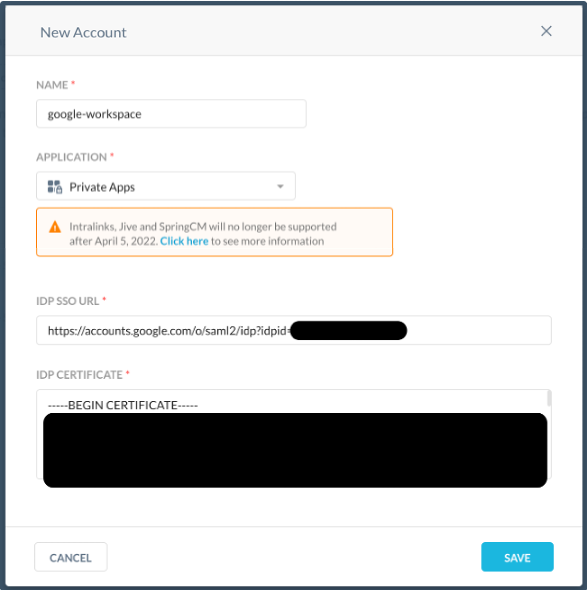 New Account
NAME *
google-workspace
APPLICATION *
Private Apps
Intralinks, Jive and SpringCM will no longer be supported
after April 5, 2022. Click here to see more information
IDP SSO URL *
https://accounts.google.com/o/saml2/idp?idpid=
IDP CERTIFICATE *
-----BEGIN CERTIFICATE-----
CANCEL
SAVE